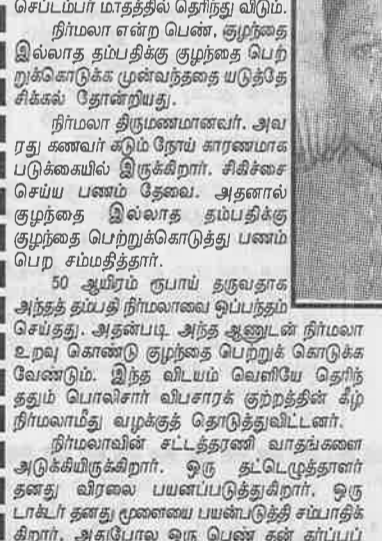 செப்டம்பர் மாதத்தில் தெரிந்து விடும்.
நிர்மலா என்ற பெண், குழந்தை
இல்லாத தம்பதிக்கு குழந்தை பெற்
றுக்கொடுக்க முன்வந்ததை யடுத்தே
சிக்கல் தோன்றியது.
நிர்மலா திருமணமானவர். அவ
ரது கணவர் கடும் நோய் காரணமாக
படுக்கையில் இருக்கிறார். சிகிச்சை
செய்ய பணம் தேவை. அதனால்
குழந்தை இல்லாத தம்பதிக்கு
குழந்தை பெற்றுக்கொடுத்து பணம்
பெற சம்மதித்தார்.
50 ஆயிரம் ரூபாய் தருவதாக
அந்தத் தம்பதி நிர்மலாவை ஒப்பந்தம்
செய்தது. அதன்படி அந்த ஆணுடன் நிர்மலா
உறவு கொண்டு குழந்தை பெற்றுக் கொடுக்க
வேண்டும். இந்த விடயம் வெளியே தெரிந்
ததும் பொலிசார் விபசாரக் குற்றத்தின் கீழ்
நிர்மலாமீது வழக்குத் தொடுத்துவிட்டனர்.
நிர்மலாவின் சட்டத்தரணி வாதங்களை
அடுக்கியிருக்கிறார். ஒரு தட்டெழுத்தாளர்
தனது விரலை பயனப்படுத்துகிறார். ஒரு
டாக்டர் தனது மூளையை பயன்படுத்தி சம்பாதிக்
கிறார். அதுபோல ஒரு பெண் தன் கர்ப்பப்